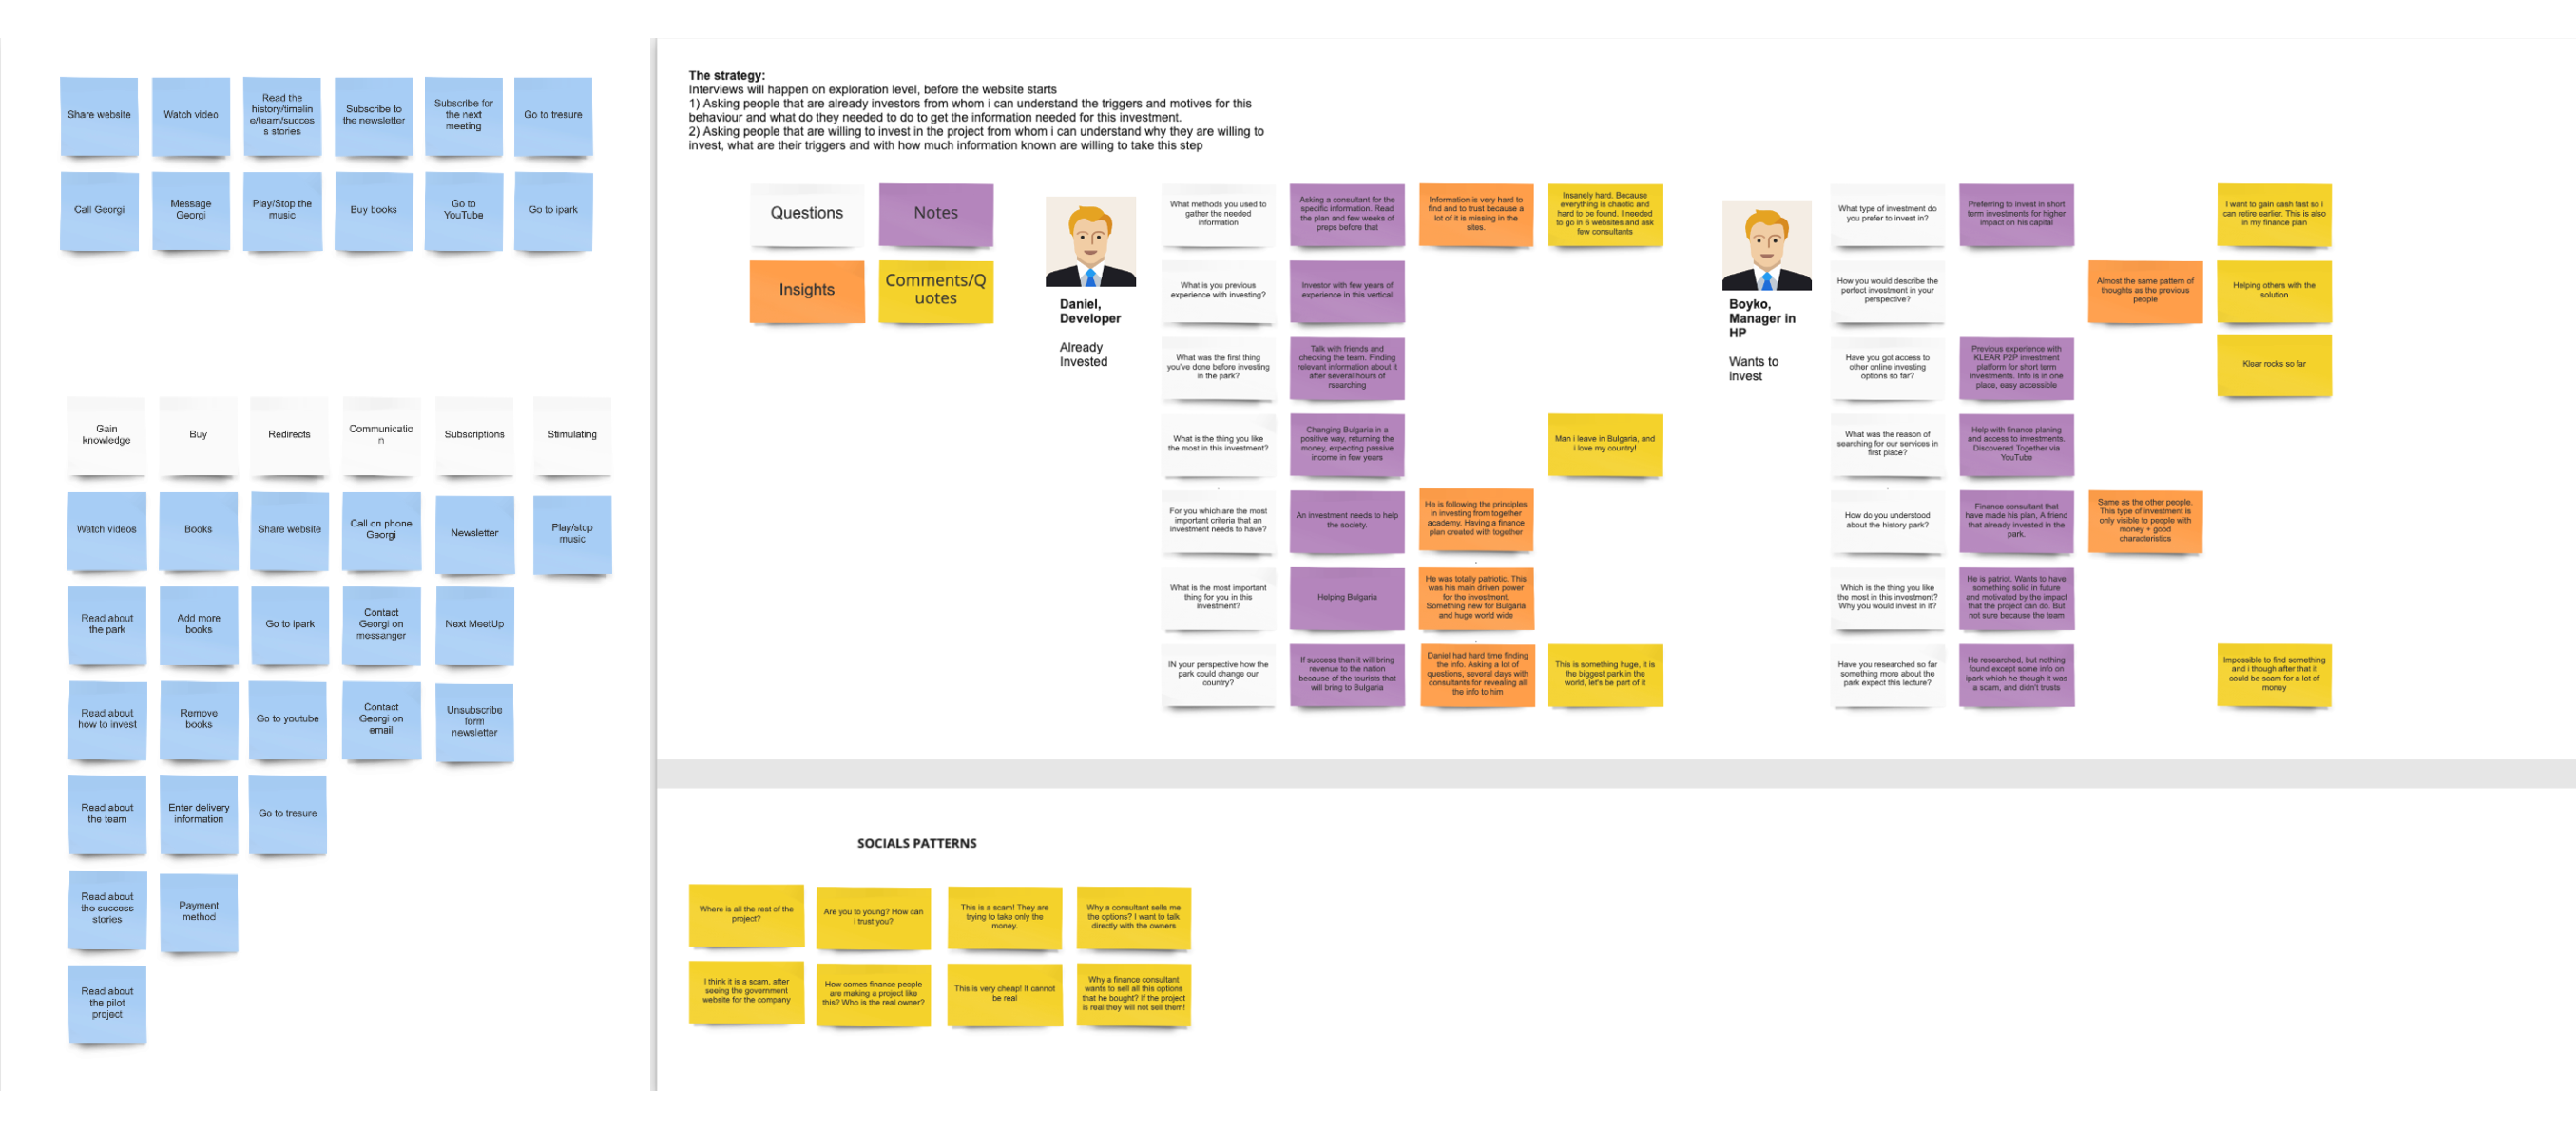 Share website
Watch video
Read the
history/timelin
e/team/succes
s stories
Subscribe to
the newsletter
Subscribe for
the next
meeting
Go to tresure
Call Georgi
Message
Georgi
Play/Stop the
music
Buy books
Go to
YouTube
Go to ipark
Gain
knowledge
Buy
Redirects
Communicatio
n
Subscriptions
Stimulating
Watch videos
Books
Share website
Call on phone
Georgi
Newsletter
Play/stop
music
Read about
the park
Add more
books
Go to ipark
Contact
Georgi on
messanger
Next MeetUp
Read about
how to invest
Remove
books
Go to youtube
Contact
Georgi on
email
Unsubscribe
form
newsletter
Read about
the team
Enter delivery
information
Go to tresure
Read about
the success
stories
Payment
method
Read about
the pilot
project
The strategy:
Interviews will happen on exploration level, before the website starts
1) Asking people that are already investors from whom i can understand the triggers and motives for this
behaviour and what do they needed to do to get the information needed for this investment.
2) Asking people that are willing to invest in the project from whom i can understand why they are willing to
invest, what are their triggers and with how much information known are willing to take this step
Questions
Notes
Insights
Comments/Q
uotes
Daniel,
Developer
Already
Invested
What methods you used to
gather the needed
information
Asking a consultant for the
specific information. Read
the plan and few weeks of
preps before that
Information is very hard to
find and to trust because a
lot of it is missing in the
sites.
Insanely hard. Because
everything is chaotic and
hard to be found. I needed
to go in 6 websites and ask
few consultants
What is you previous
experience with investing?
Investor with few years of
experience in this vertical
What was the first thing
you've done before investing
in the park?
Talk with friends and
checking the team. Finding
relevant information about it
after several hours of
rsearching
What is the thing you like
the most in this investment?
Changing Bulgaria in a
positive way, returning the
money, expecting passive
income in few years
Man i leave in Bulgaria, and
i love my country!
For you which are the most
important criteria that an
investment needs to have?
An investment needs to help
the society.
He is following the principles
in investing from together
academy. Having a finance
plan created with together
What is the most important
thing for you in this
investment?
Helping Bulgaria
He was totally patriotic. This
was his main driven power
for the investment.
Something new for Bulgaria
and huge world wide
IN your perspective how the
park could change our
country?
If success than it will bring
revenue to the nation
because of the tourists that
will bring to Bulgaria
Daniel had hard time finding
the info. Asking a lot of
questions, several days with
consultants for revealing all
the info to him
This is something huge, it is
the biggest park in the
world, let's be part of it
Boyko,
Manager in
HP
Wants to
invest
What type of investment do
you prefer to invest in?
Preferring to invest in short
term investments for higher
impact on his capital
I want to gain cash fast so i
can retire earlier. This is also
in my finance plan
How you would describe the
perfect investment in your
perspective?
Almost the same pattern of
thoughts as the previous
people
Helping others with the
solution
Have you got access to
other online investing
options so far?
Previous experience with
KLEAR P2P investment
platform for short term
investments. Info is in one
place, easy accessible
Klear rocks so far
What was the reason of
searching for our services in
first place?
Help with finance planing
and access to investments.
Discovered Together via
YouTube
How do you understood
about the history park?
Finance consultant that
have made his plan, A friend
that already invested in the
park.
Same as the other people.
This type of investment is
only visible to people with
money + good
characteristics
Which is the thing you like
the most in this investment?
Why you would invest in it?
He is patriot. Wants to have
something solid in future
and motivated by the impact
that the project can do. But
not sure because the team
Have you researched so far
something more about the
park expect this lecture?
He researched, but nothing
found except some info on
ipark which he though it was
a scam, and didn't trusts
Impossible to find something
and i though after that it
could be scam for a lot of
money
SOCIALS PATTERNS
Where is all the rest of the
project?
Are you to young? How can
i trust you?
This is a scam! They are
trying to take only the
money.
Why a consultant sells me
the options? I want to talk
directly with the owners
I think it is a scam, after
seeing the government
website for the company
How comes finance people
are making a project like
this? Who is the real owner?
This is very cheap! It cannot
be real
Why a finance consultant
wants to sell all this options
that he bought? If the project
is real they will not sell them!